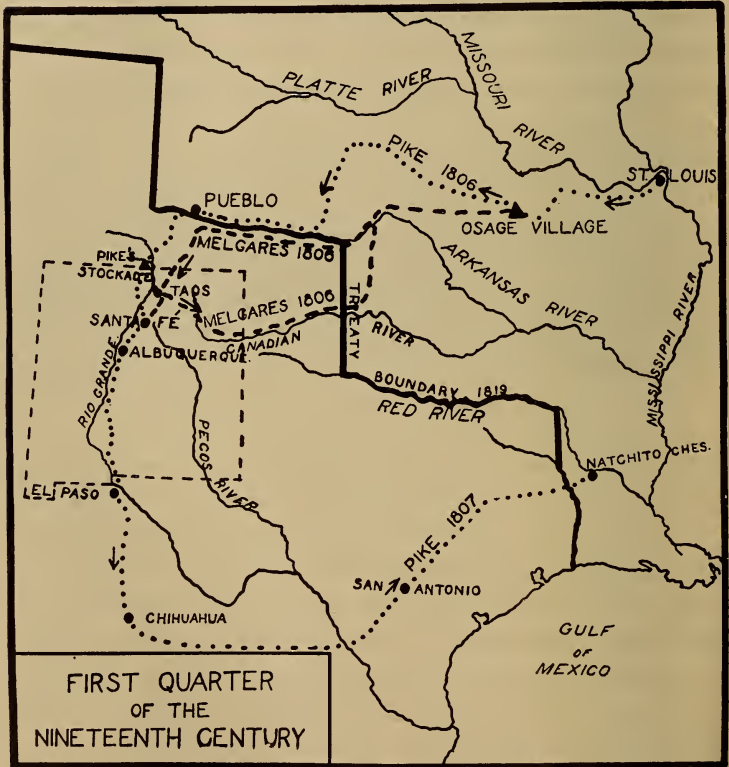 PLATTE RIVER
MISSOURI RIVER
PIKE 1806
ST. LOUIS
PUEBLO
OSAGE VILLAGE
MELGARES 1806
ARKANSAS RIVER
PIKE'S
STOCKADE
TAOS
MELGARES 1806
TREATY
SANTA FÉ
CANADIAN RIVER
ALBUQUERQUE.
MISSISSIPPI RIVER
BOUNDARY 1819
RIO GRANDE
RED RIVER
PECOS RIVER
NATCHITOCHES.
EL PASO
PIKE 1807
SAN ANTONIO
CHIHUAHUA
GULF
OF
MEXICO
FIRST QUARTER
OF THE
NINETEENTH CENTURY